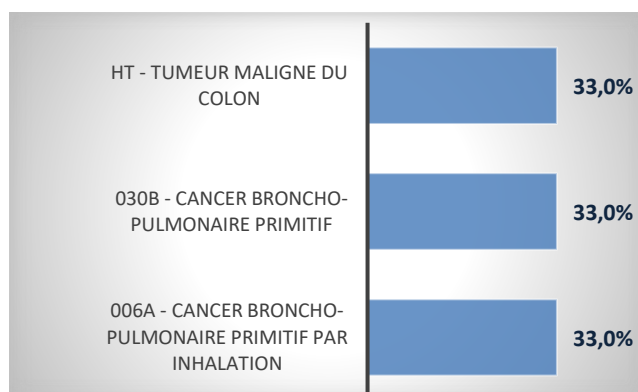 HT - TUMEUR MALIGNE DU
COLON
33,0%
030B - CANCER BRONCHO-
PULMONAIRE PRIMITIF
33,0%
006A - CANCER BRONCHO-
PULMONAIRE PRIMITIF PAR
INHALATION
33,0%